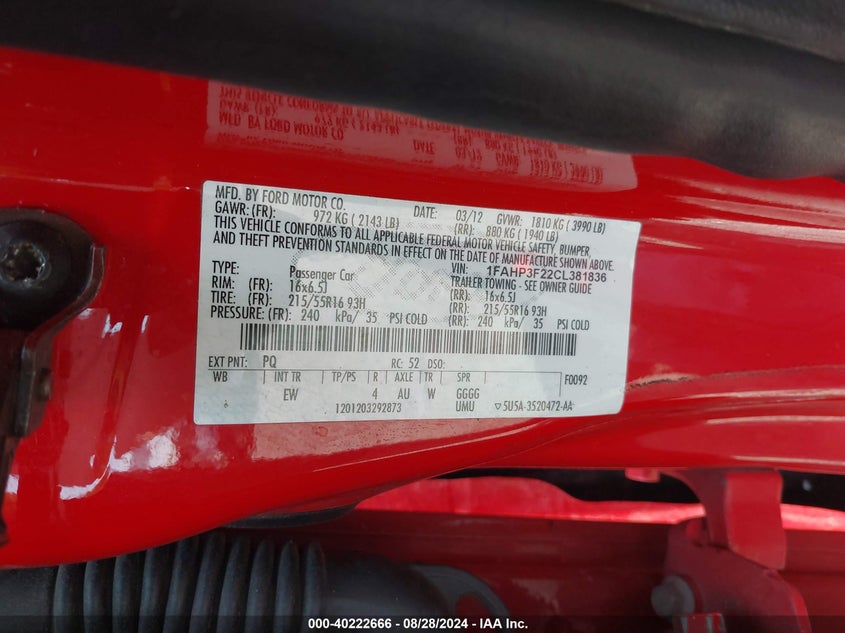 MFD. BY FORD MOTOR CO. DATE: 03/12 GVWR: 1810 KG ( 3990 LB)
GAWR: (FR): 972 KG ( 2143 LB) (RR): 880 KG ( 1940 LB)
THIS VEHICLE CONFORMS TO ALL APPLICABLE FEDERAL MOTOR VEHICLE SAFETY, BUMPER,
AND THEFT PREVENTION STANDARDS IN EFFECT ON THE DATE OF MANUFACTURE SHOWN ABOVE.
VIN: 1FAHP3F22CL381836
TYPE: Passenger Car TRAILER TOWING - SEE OWNER GUIDE
RIM: (FR): 16x6.5J (RR): 16x6.5J
TIRE: (FR): 215/55R16 93H (RR): 215/55R16 93H
PRESSURE: (FR): 240 kPa/ 35 PSI COLD (RR): 240 kPa/ 35 PSI COLD
EXT PNT: PQ RC: 52 DSO: F0092
WB INT TR TP/PS R AXLE TR SPR
EW 4 AU W GGGG
1201203292873 UMU ▽5U5A-3520472-AA
000-40222666 - 08/28/2024 - IAA Inc.